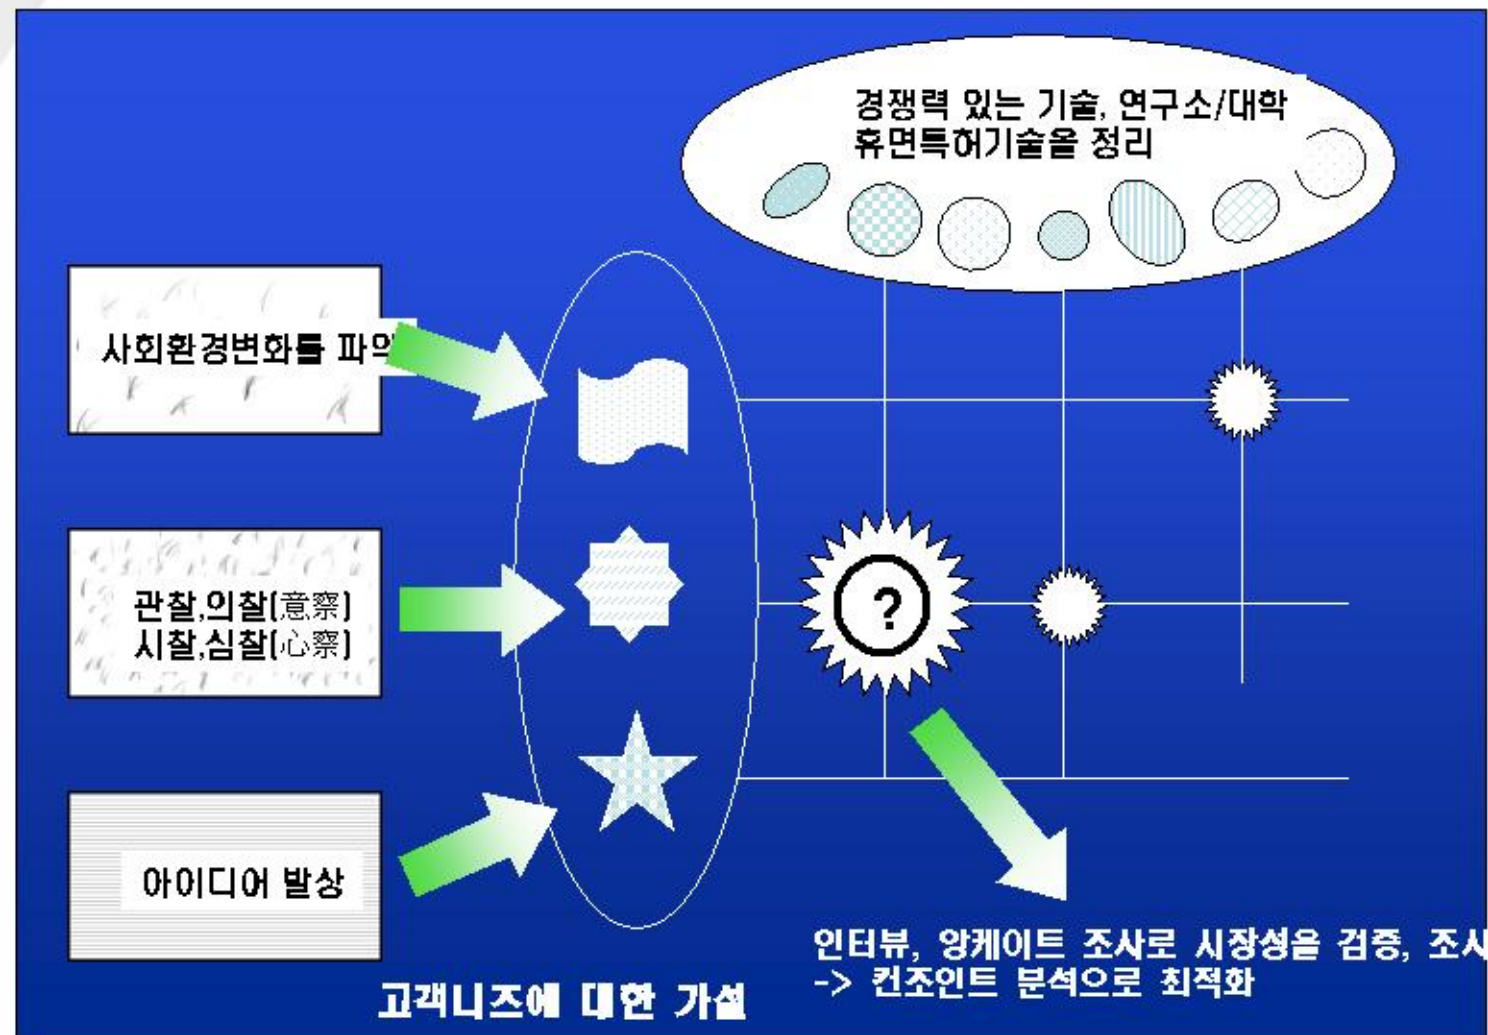 경쟁력 있는 기술, 연구소/대학
휴면특허기술을 정리
사회환경변화를 파악
관찰,의찰(意察)
시찰,심찰(心察)
?
아이디어 발상
인터뷰, 앙케이트 조사로 시장성을 검증, 조사
-> 컨조인트 분석으로 최적화
고객니즈에 대한 가설